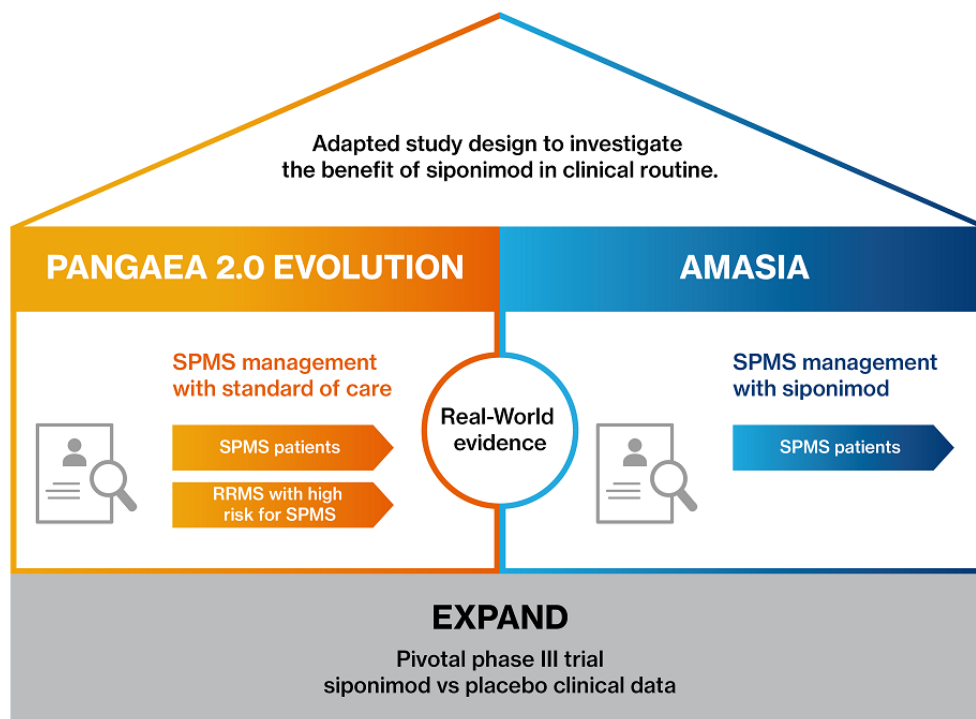 Adapted study design to investigate
the benefit of siponimod in clinical routine.
PANGAEA 2.0 EVOLUTION
AMASIA
SPMS management
with standard of care
SPMS patients
RRMS with high
risk for SPMS
Real-World
evidence
SPMS management
with siponimod
SPMS patients
EXPAND
Pivotal phase III trial
siponimod vs placebo clinical data